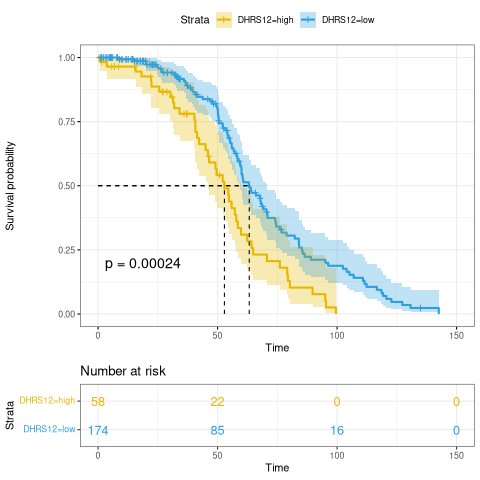 Strata DHRS12=high DHRS12=low
Survival probability
1.00
0.75
0.50
0.25
0.00
p = 0.00024
0 50 100 150
Time
Number at risk
Strata
DHRS12=high 58 22 0 0
DHRS12=low 174 85 16 0
0 50 100 150
Time